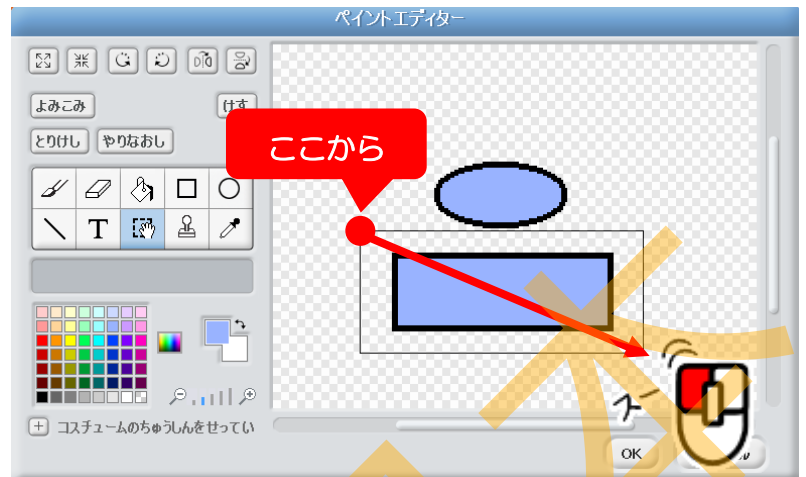 ペイントエディター
よみこみ
けす
とりけし
やりなおし
ここから
T
コスチュームのちゅうしんをせってい
OK
スー